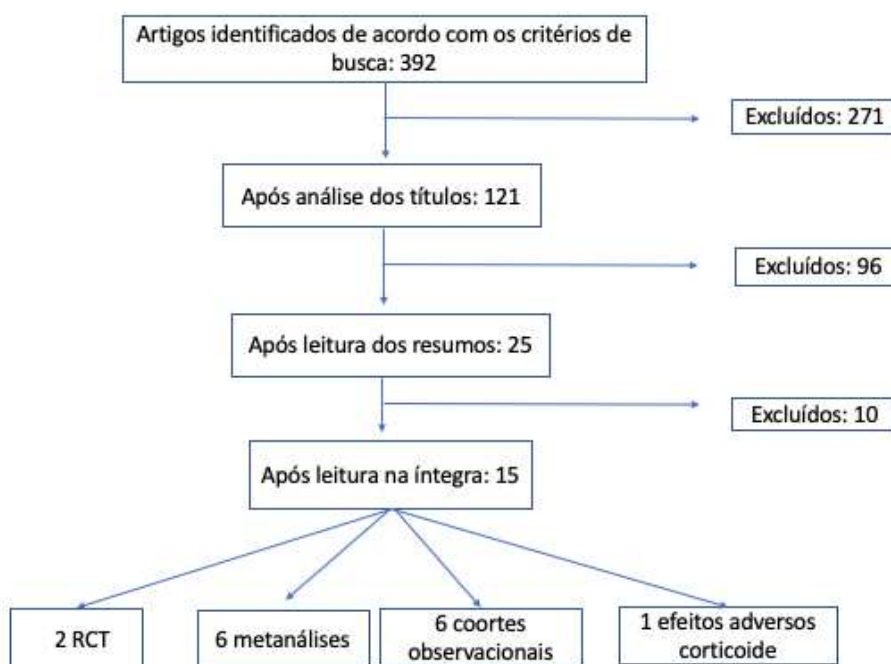 Artigos identificados de acordo com os critérios de
busca: 392
Excluídos: 271
Após análise dos títulos: 121
Excluídos: 96
Após leitura dos resumos: 25
Excluídos: 10
Após leitura na íntegra: 15
2 RCT
6 metanálises
6 coortes
observacionais
1 efeitos adversos
corticoide